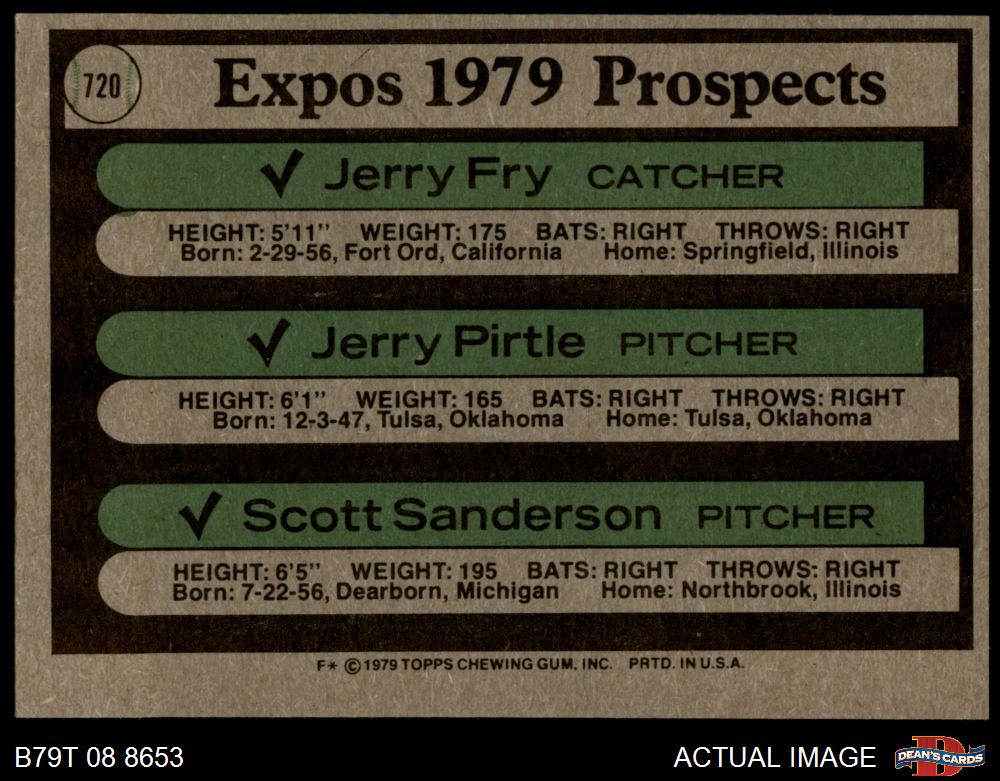 720
Expos 1979 Prospects
✓ Jerry Fry CATCHER
HEIGHT: 5'11" WEIGHT: 175 BATS: RIGHT THROWS: RIGHT
Born: 2-29-56, Fort Ord, California Home: Springfield, Illinois
✓ Jerry Pirtle PITCHER
HEIGHT: 6'1" WEIGHT: 165 BATS: RIGHT THROWS: RIGHT
Born: 12-3-47, Tulsa, Oklahoma Home: Tulsa, Oklahoma
✓ Scott Sanderson PITCHER
HEIGHT: 6'5" WEIGHT: 195 BATS: RIGHT THROWS: RIGHT
Born: 7-22-56, Dearborn, Michigan Home: Northbrook, Illinois
F* © 1979 TOPPS CHEWING GUM, INC. PRTD. IN U.S.A.
B79T 08 8653 ACTUAL IMAGE D DEAN'S CARDS